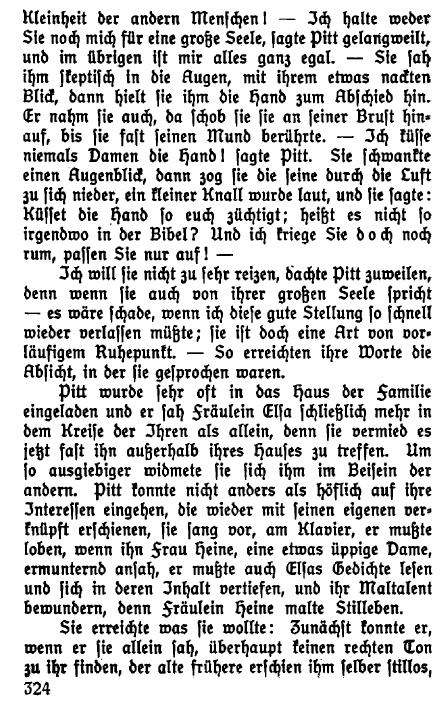 Kleinheit der andern Menschen! — Ich halte weder
Sie noch mich für eine große Seele, sagte Pitt gelangweilt,
und im übrigen ist mir alles ganz egal. — Sie sah
ihm skeptisch in die Augen, mit ihrem etwas nackten
Blick, dann hielt sie ihm die Hand zum Abschied hin.
Er nahm sie auch, da schob sie sie an seiner Brust hin-
auf, bis sie fast seinen Mund berührte. — Ich küsse
niemals Damen die Hand! sagte Pitt. Sie schwankte
einen Augenblick, dann zog sie die seine durch die Luft
zu sich nieder, ein kleiner Knall wurde laut, und sie sagte:
Küsset die Hand so euch züchtigt; heißt es nicht so
irgendwo in der Bibel? Und ich kriege Sie doch noch
rum, passen Sie nur auf! —
Ich will sie nicht zu sehr reizen, dachte Pitt zuweilen,
denn wenn sie auch von ihrer großen Seele spricht
— es wäre schade, wenn ich diese gute Stellung so schnell
wieder verlassen müßte; sie ist doch eine Art von vor-
läufigem Ruhepunkt. — So erreichten ihre Worte die
Absicht, in der sie gesprochen waren.
Pitt wurde sehr oft in das Haus der Familie
eingeladen und er sah Fräulein Elsa schließlich mehr in
dem Kreise der Ihren als allein, denn sie vermied es
jetzt fast ihn außerhalb ihres Hauses zu treffen. Um
so ausgiebiger widmete sie sich ihm im Beisein der
andern. Pitt konnte nicht anders als höflich auf ihre
Interessen eingehen, die wieder mit seinen eigenen ver-
knüpft erschienen, sie sang vor, am Klavier, er mußte
loben, wenn ihn Frau Heine, eine etwas üppige Dame,
ermunternd ansah, er mußte auch Elsas Gedichte lesen
und sich in deren Inhalt vertiefen, und ihr Maltalent
bewundern, denn Fräulein Heine malte Stilleben.
Sie erreichte was sie wollte: Zunächst konnte er,
wenn er sie allein sah, überhaupt keinen rechten Ton
zu ihr finden, der alte frühere erschien ihm selber stillos,
324